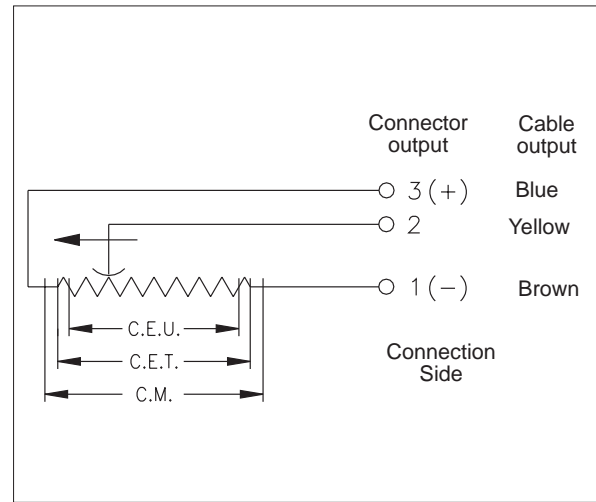 Connector output
Cable output
3 (+) Blue
2 Yellow
1 (–) Brown
C.E.U.
C.E.T.
C.M.
Connection Side